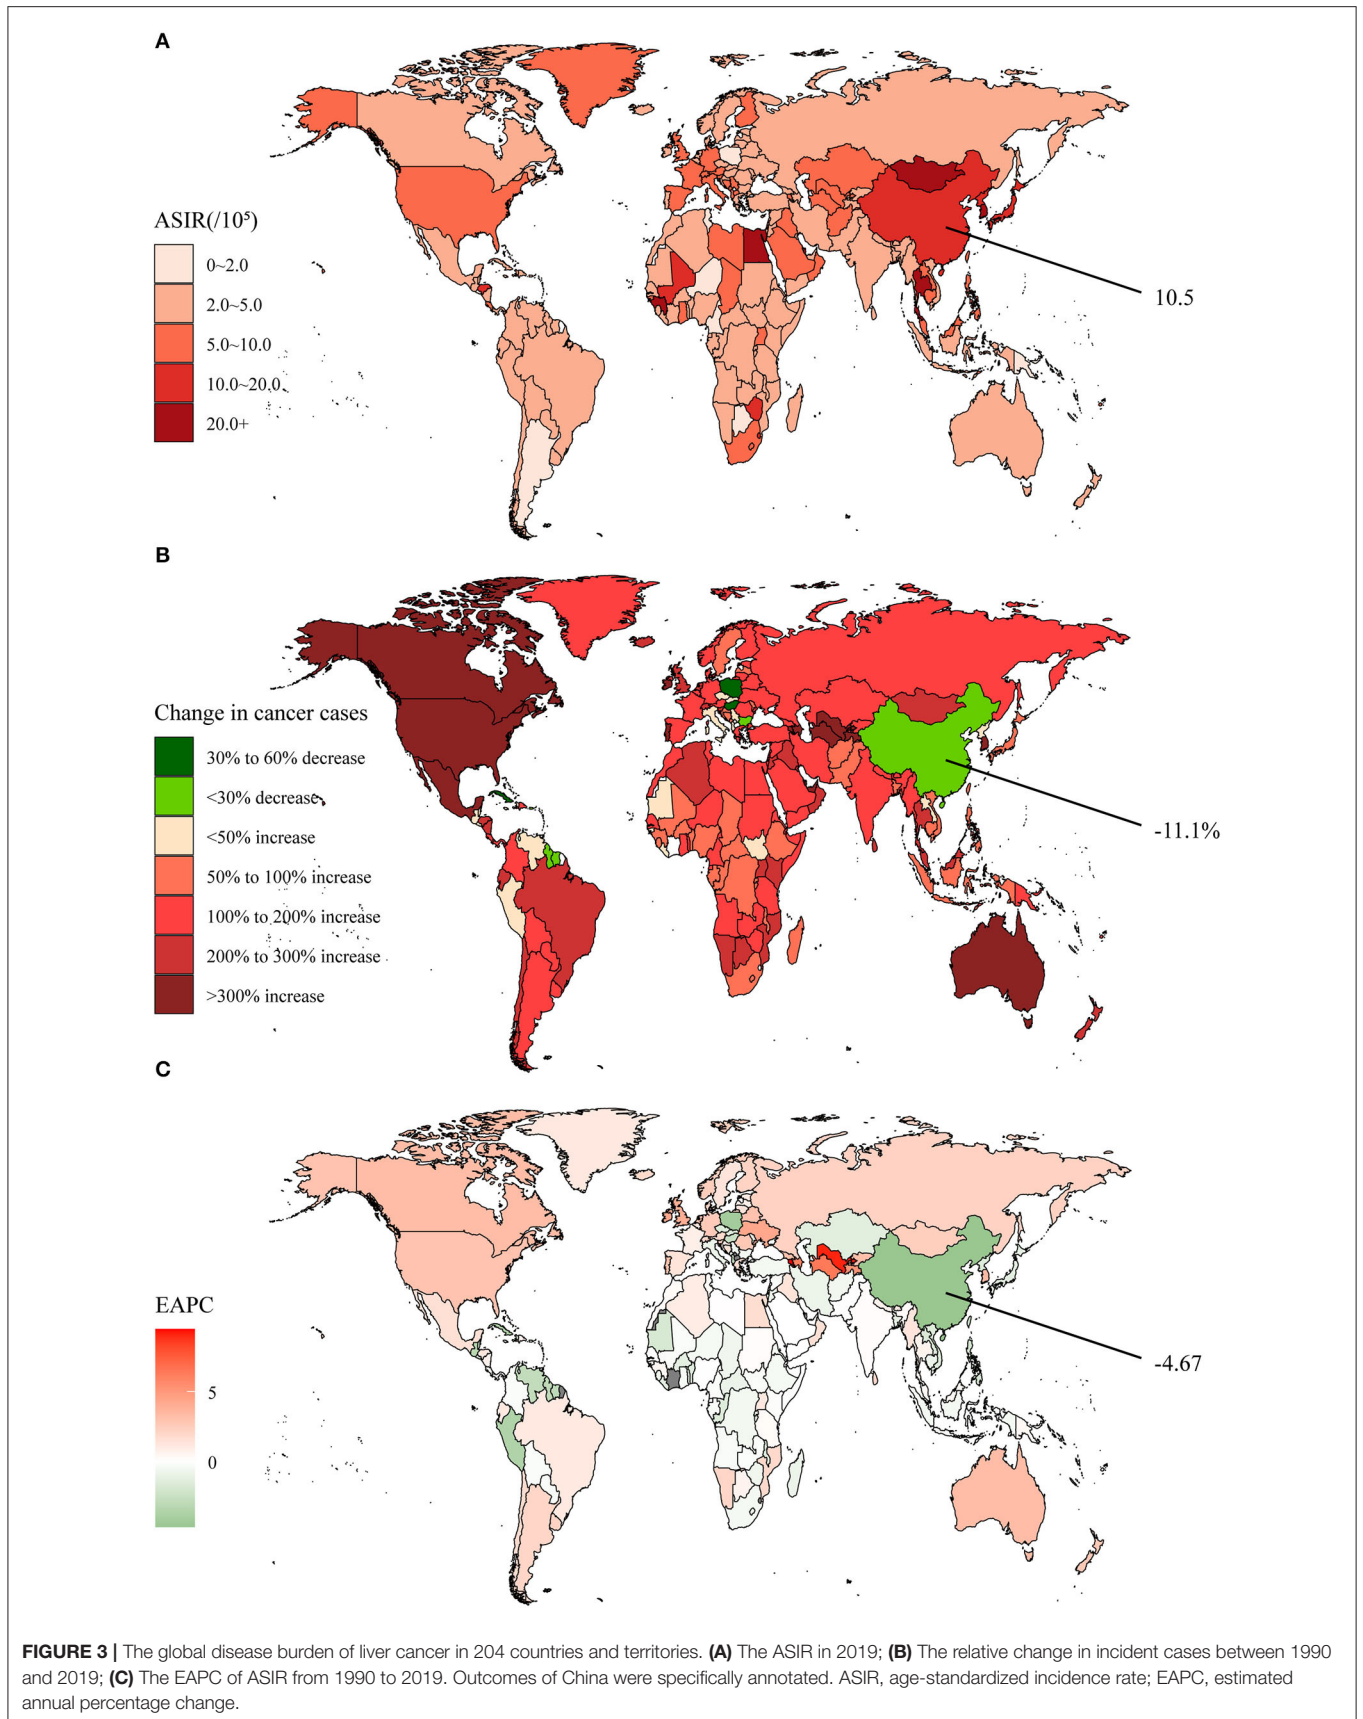 A
ASIR(/10⁵)
0~2.0
2.0~5.0
5.0~10.0
10.0~20.0
20.0+
10.5
B
Change in cancer cases
30% to 60% decrease
<30% decrease
<50% increase
50% to 100% increase
100% to 200% increase
200% to 300% increase
>300% increase
-11.1%
C
EAPC
5
0
-4.67
FIGURE 3 | The global disease burden of liver cancer in 204 countries and territories. (A) The ASIR in 2019; (B) The relative change in incident cases between 1990
and 2019; (C) The EAPC of ASIR from 1990 to 2019. Outcomes of China were specifically annotated. ASIR, age-standardized incidence rate; EAPC, estimated
annual percentage change.